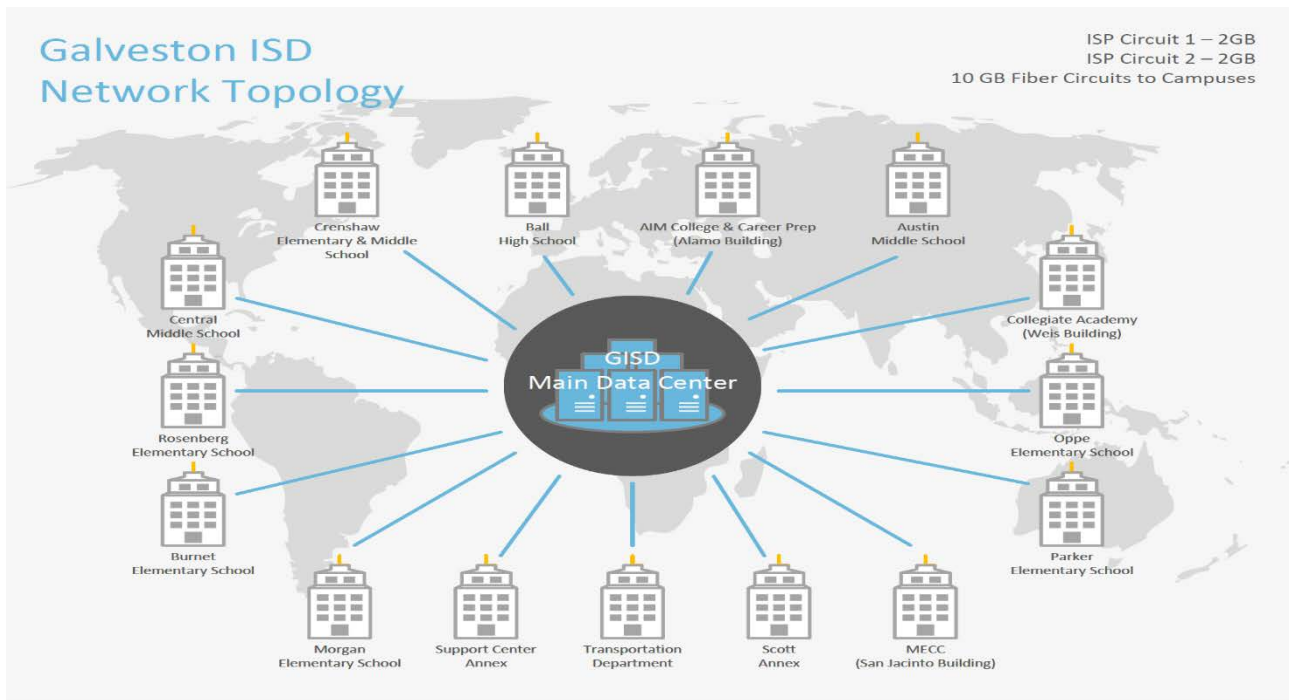 Galveston ISD
Network Topology
ISP Circuit 1 – 2GB
ISP Circuit 2 – 2GB
10 GB Fiber Circuits to Campuses
Crenshaw
Elementary & Middle
School
Ball
High School
AIM College & Career Prep
(Alamo Building)
Austin
Middle School
Central
Middle School
Collegiate Academy
(Weis Building)
GISD
Main Data Center
Rosenberg
Elementary School
Oppe
Elementary School
Burnet
Elementary School
Parker
Elementary School
Morgan
Elementary School
Support Center
Annex
Transportation
Department
Scott
Annex
MECC
(San Jacinto Building)